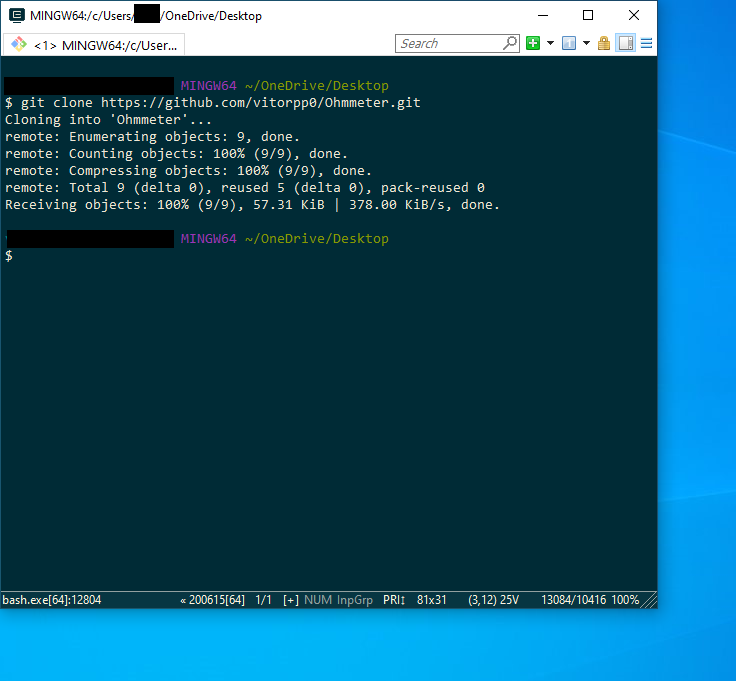 MINGW64:/c/Users/ /OneDrive/Desktop
<1> MINGW64:/c/User...
Search
MINGW64 ~/OneDrive/Desktop
$ git clone https://github.com/vitorpp0/Ohmmeter.git
Cloning into 'Ohmmeter'...
remote: Enumerating objects: 9, done.
remote: Counting objects: 100% (9/9), done.
remote: Compressing objects: 100% (9/9), done.
remote: Total 9 (delta 0), reused 5 (delta 0), pack-reused 0
Receiving objects: 100% (9/9), 57.31 KiB | 378.00 KiB/s, done.
MINGW64 ~/OneDrive/Desktop
$
bash.exe[64]:12804 « 200615[64] 1/1 [+] NUM InpGrp PRI↕ 81x31 (3,12) 25V 13084/10416 100%